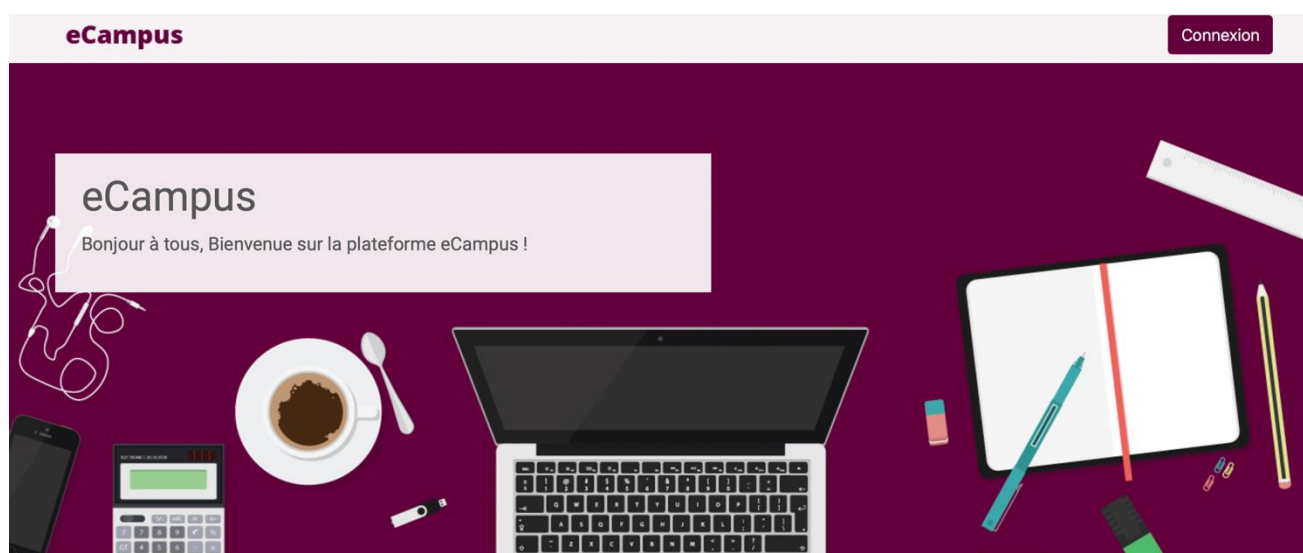 eCampus
Connexion
eCampus
Bonjour à tous, Bienvenue sur la plateforme eCampus !